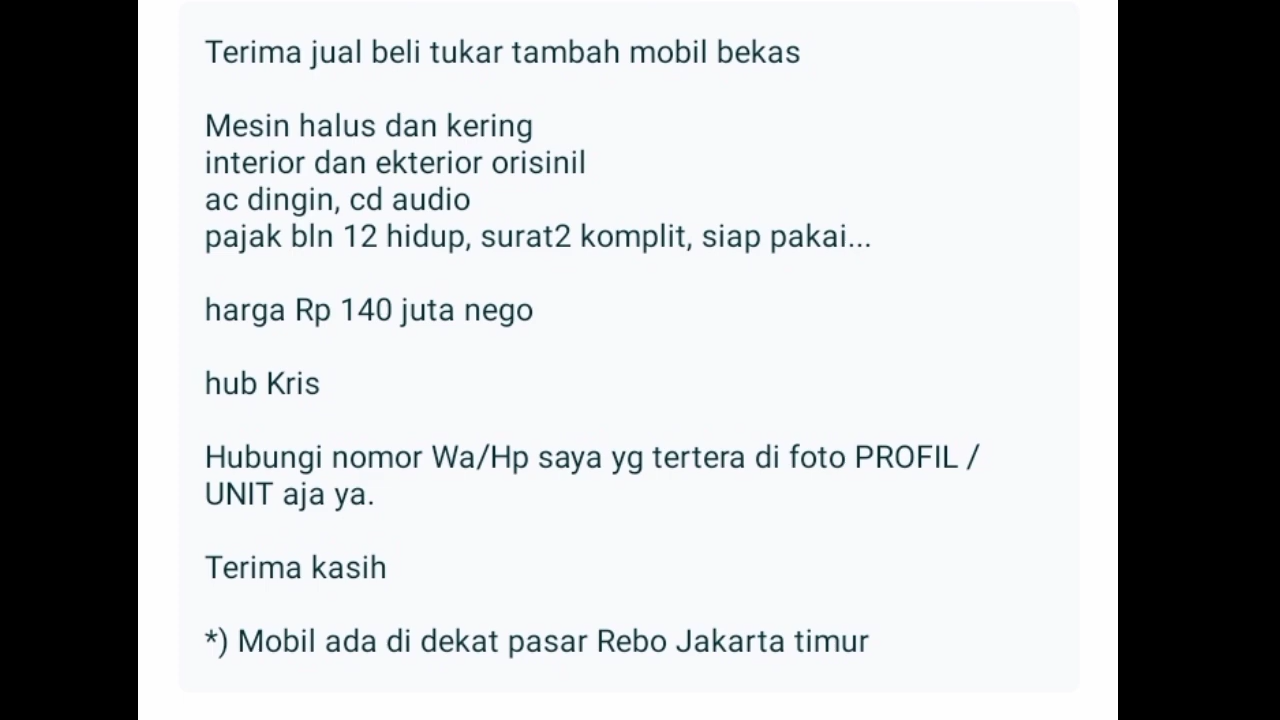 Terima jual beli tukar tambah mobil bekas
Mesin halus dan kering
interior dan ekterior orisinil
ac dingin, cd audio
pajak bln 12 hidup, surat2 komplit, siap pakai...
harga Rp 140 juta nego
hub Kris
Hubungi nomor Wa/Hp saya yg tertera di foto PROFIL /
UNIT aja ya.
Terima kasih
*) Mobil ada di dekat pasar Rebo Jakarta timur